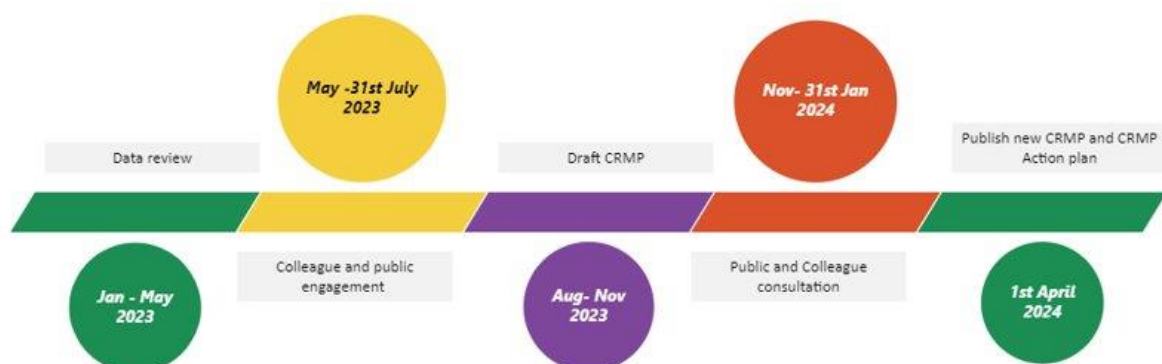 May -31st July
2023
Nov- 31st Jan
2024
Data review
Draft CRMP
Publish new CRMP and CRMP
Action plan
Colleague and public
engagement
Public and Colleague
consultation
Jan - May
2023
Aug- Nov
2023
1st April
2024